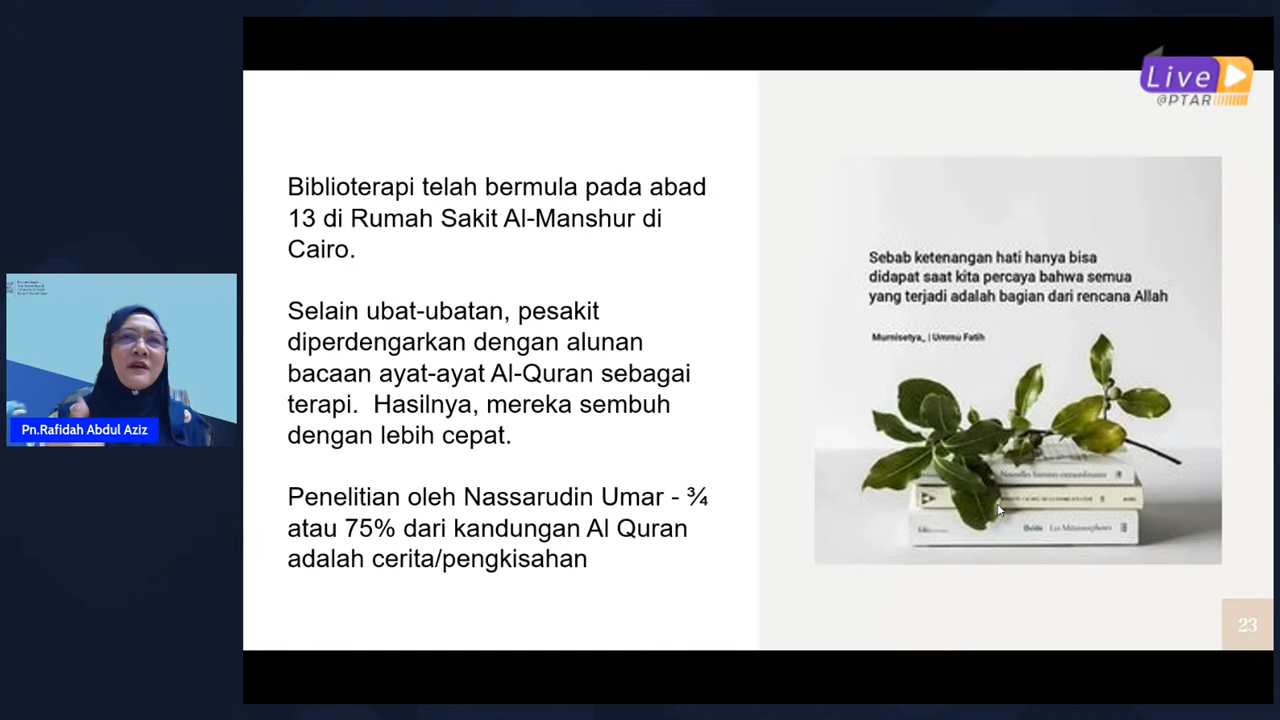 Live
@PTAR
Biblioterapi telah bermula pada abad
13 di Rumah Sakit Al-Manshur di
Cairo.
Selain ubat-ubatan, pesakit
diperdengarkan dengan alunan
bacaan ayat-ayat Al-Quran sebagai
terapi. Hasilnya, mereka sembuh
dengan lebih cepat.
Penelitian oleh Nassarudin Umar - ¾
atau 75% dari kandungan Al Quran
adalah cerita/pengkisahan
Sebab ketenangan hati hanya bisa
didapat saat kita percaya bahwa semua
yang terjadi adalah bagian dari rencana Allah
Murnisetya_ | Ummu Fatih
Pn.Rafidah Abdul Aziz
23